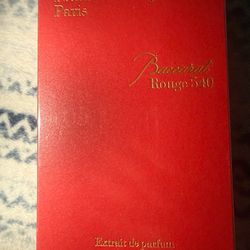 Paris
Baccarat
Rouge 540
Extrait de parfum